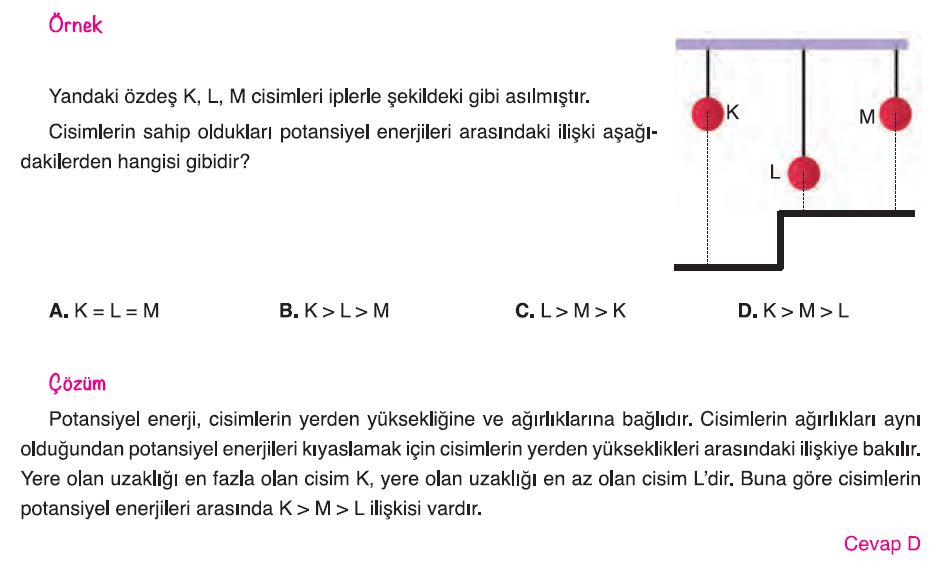 Örnek
Yandaki özdeş K, L, M cisimleri iplerle şekildeki gibi asılmıştır.
Cisimlerin sahip oldukları potansiyel enerjileri arasındaki ilişki aşağı-
dakilerden hangisi gibidir?
K
M
L
A. K = L = M
B. K > L > M
C. L > M > K
D. K > M > L
Çözüm
Potansiyel enerji, cisimlerin yerden yüksekliğine ve ağırlıklarına bağlıdır. Cisimlerin ağırlıkları aynı
olduğundan potansiyel enerjileri kıyaslamak için cisimlerin yerden yükseklikleri arasındaki ilişkiye bakılır.
Yere olan uzaklığı en fazla olan cisim K, yere olan uzaklığı en az olan cisim L’dir. Buna göre cisimlerin
potansiyel enerjileri arasında K > M > L ilişkisi vardır.
Cevap D